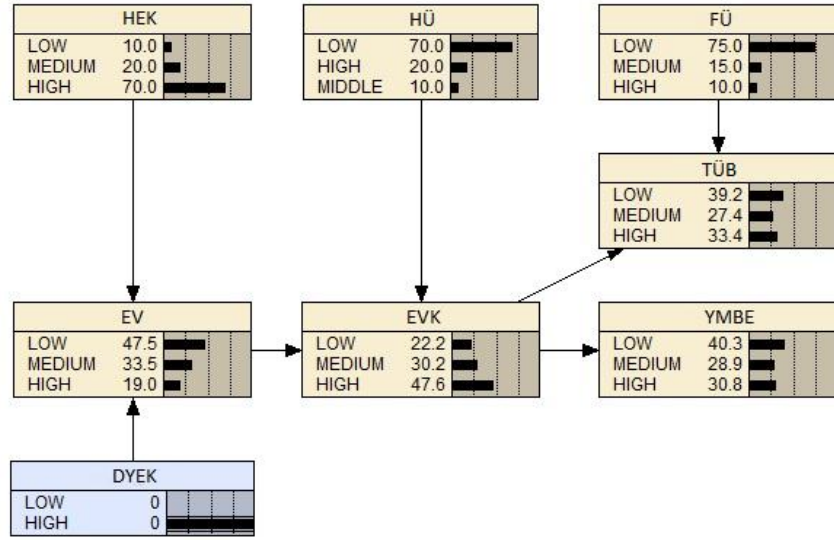 HEK
LOW 10.0
MEDIUM 20.0
HIGH 70.0
HÜ
LOW 70.0
HIGH 20.0
MIDDLE 10.0
FÜ
LOW 75.0
MEDIUM 15.0
HIGH 10.0
TÜB
LOW 39.2
MEDIUM 27.4
HIGH 33.4
EV
LOW 47.5
MEDIUM 33.5
HIGH 19.0
EVK
LOW 22.2
MEDIUM 30.2
HIGH 47.6
YMBE
LOW 40.3
MEDIUM 28.9
HIGH 30.8
DYEK
LOW 0
HIGH 0